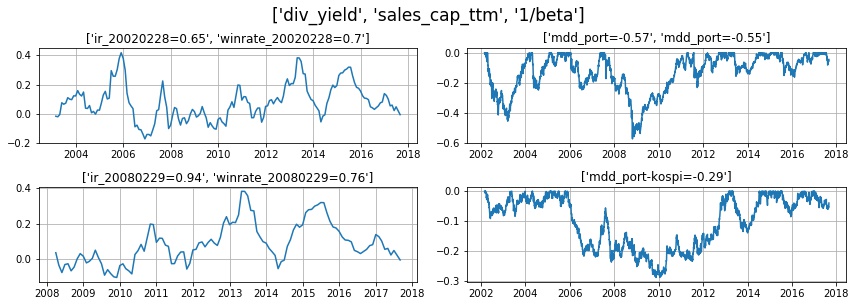 ['div_yield', 'sales_cap_ttm', '1/beta']
['ir_20020228=0.65', 'winrate_20020228=0.7']
0.4
0.2
0.0
−0.2
2004 2006 2008 2010 2012 2014 2016 2018
['mdd_port=-0.57', 'mdd_port=-0.55']
0.0
−0.2
−0.4
−0.6
2002 2004 2006 2008 2010 2012 2014 2016 2018
['ir_20080229=0.94', 'winrate_20080229=0.76']
0.4
0.2
0.0
2008 2009 2010 2011 2012 2013 2014 2015 2016 2017 2018
['mdd_port-kospi=-0.29']
0.0
−0.1
−0.2
−0.3
2002 2004 2006 2008 2010 2012 2014 2016 2018